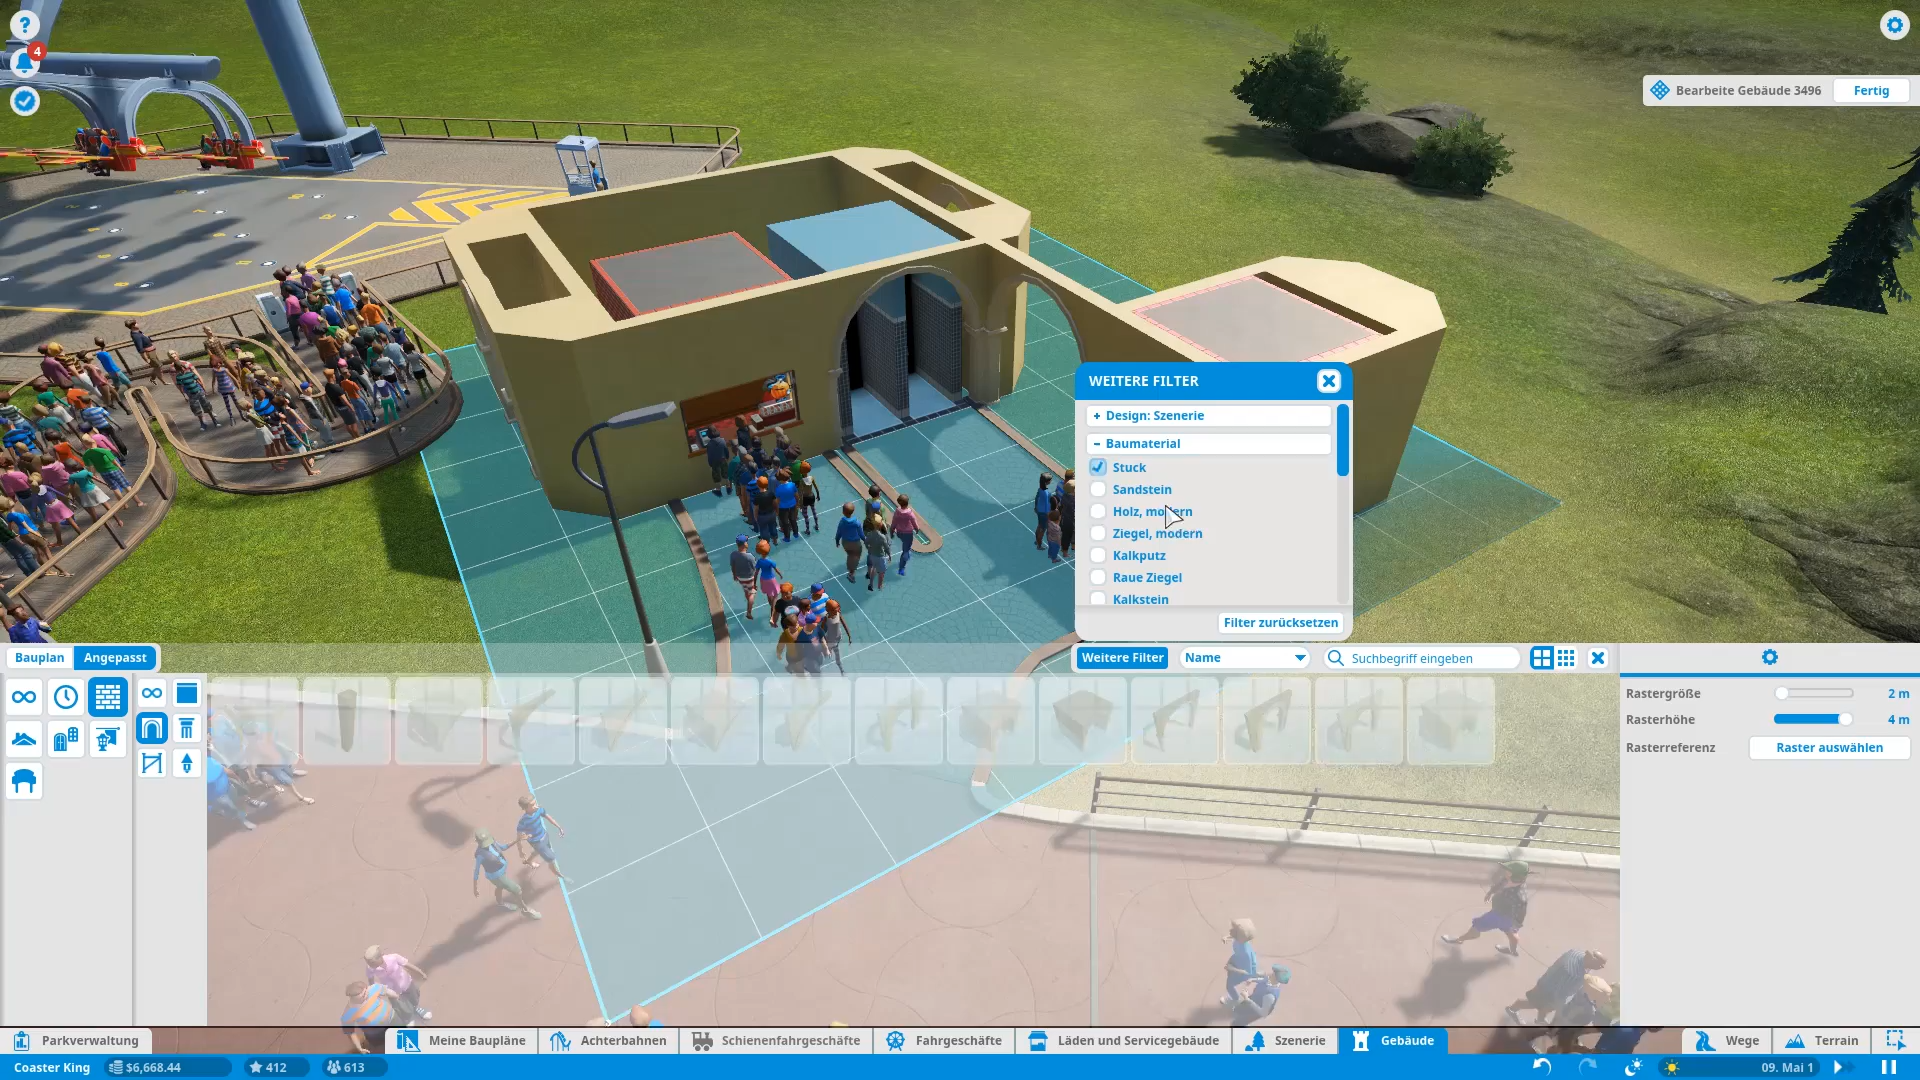 ?
4
Bearbeite Gebäude 3496
Fertig
WEITERE FILTER
+ Design: Szenerie
− Baumaterial
Stuck
Sandstein
Holz, modern
Ziegel, modern
Kalkputz
Raue Ziegel
Kalkstein
Filter zurücksetzen
Bauplan
Angepasst
Weitere Filter
Name
Suchbegriff eingeben
Rastergröße
2 m
Rasterhöhe
4 m
Rasterreferenz
Raster auswählen
Parkverwaltung
Meine Baupläne
Achterbahnen
Schienenfahrgeschäfte
Fahrgeschäfte
Läden und Servicegebäude
Szenerie
Gebäude
Wege
Terrain
Coaster King
$6,668.44
412
613
09. Mai 1